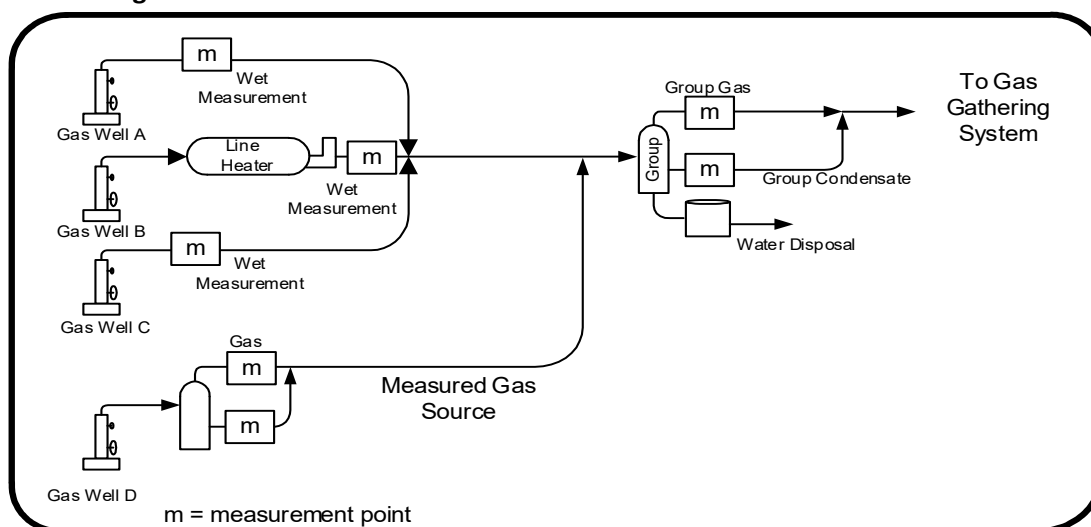 m
Wet
Measurement
Gas Well A
Line
Heater
m
Wet
Measurement
Gas Well B
m
Wet
Measurement
Gas Well C
Gas
m
m
Gas Well D
Measured Gas
Source
Group
Group Gas
m
m
Group Condensate
Water Disposal
To Gas
Gathering
System
m = measurement point